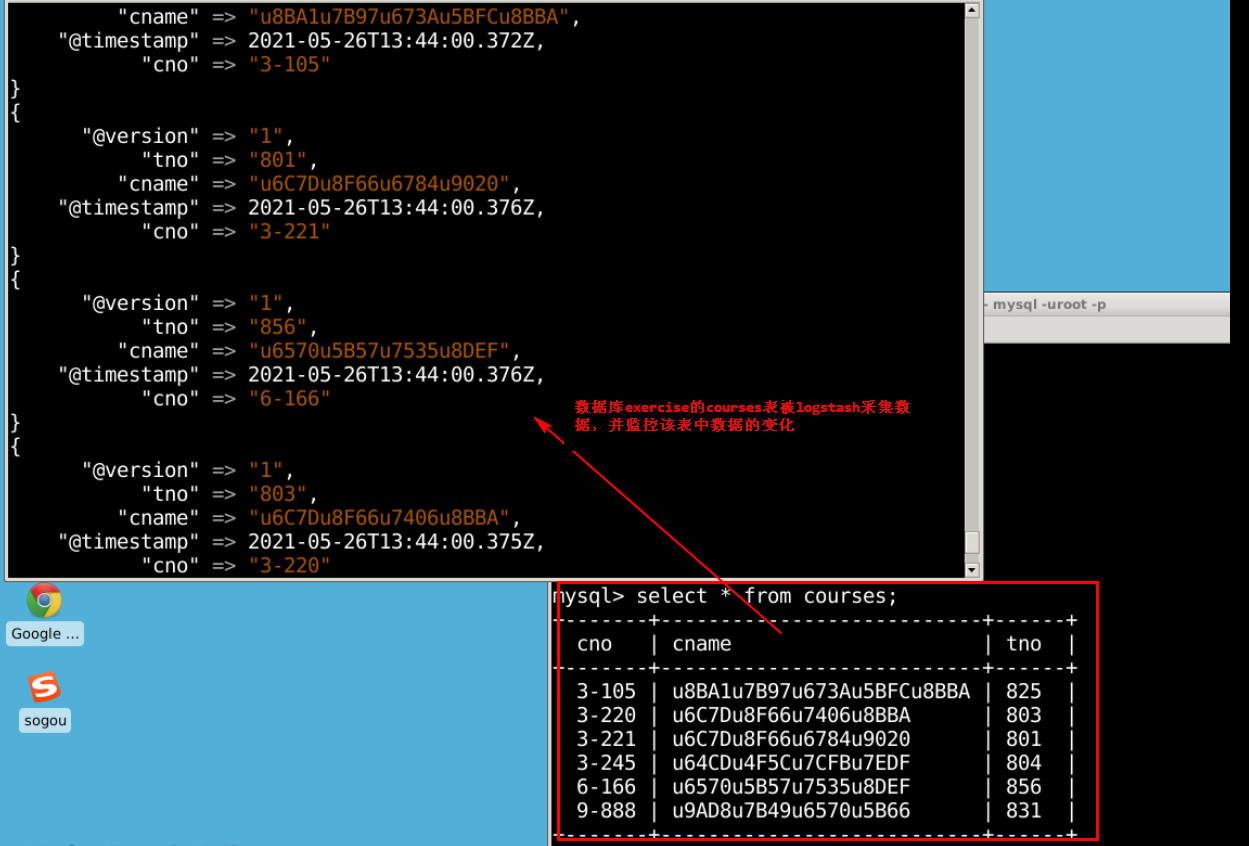 "cname" => "u8BA1u7B97u673Au5BFCu8BBA",
"@timestamp" => 2021-05-26T13:44:00.372Z,
"cno" => "3-105"
}
{
"@version" => "1",
"tno" => "801",
"cname" => "u6C7Du8F66u6784u9020",
"@timestamp" => 2021-05-26T13:44:00.376Z,
"cno" => "3-221"
}
{
"@version" => "1",
"tno" => "856",
"cname" => "u6570u5B57u7535u8DEF",
"@timestamp" => 2021-05-26T13:44:00.376Z,
"cno" => "6-166"
}
{
"@version" => "1",
"tno" => "803",
"cname" => "u6C7Du8F66u7406u8BBA",
"@timestamp" => 2021-05-26T13:44:00.375Z,
"cno" => "3-220"
- mysql -uroot -p
数据库exercise的courses表被logstash采集数
据，并监控该表中数据的变化
Google ...
sogou
mysql> select * from courses;
+-------+---------------------------+------+
cno | cname | tno |
+-------+---------------------------+------+
3-105 | u8BA1u7B97u673Au5BFCu8BBA | 825 |
3-220 | u6C7Du8F66u7406u8BBA | 803 |
3-221 | u6C7Du8F66u6784u9020 | 801 |
3-245 | u64CDu4F5Cu7CFBu7EDF | 804 |
6-166 | u6570u5B57u7535u8DEF | 856 |
9-888 | u9AD8u7B49u6570u5B66 | 831 |
+-------+---------------------------+------+